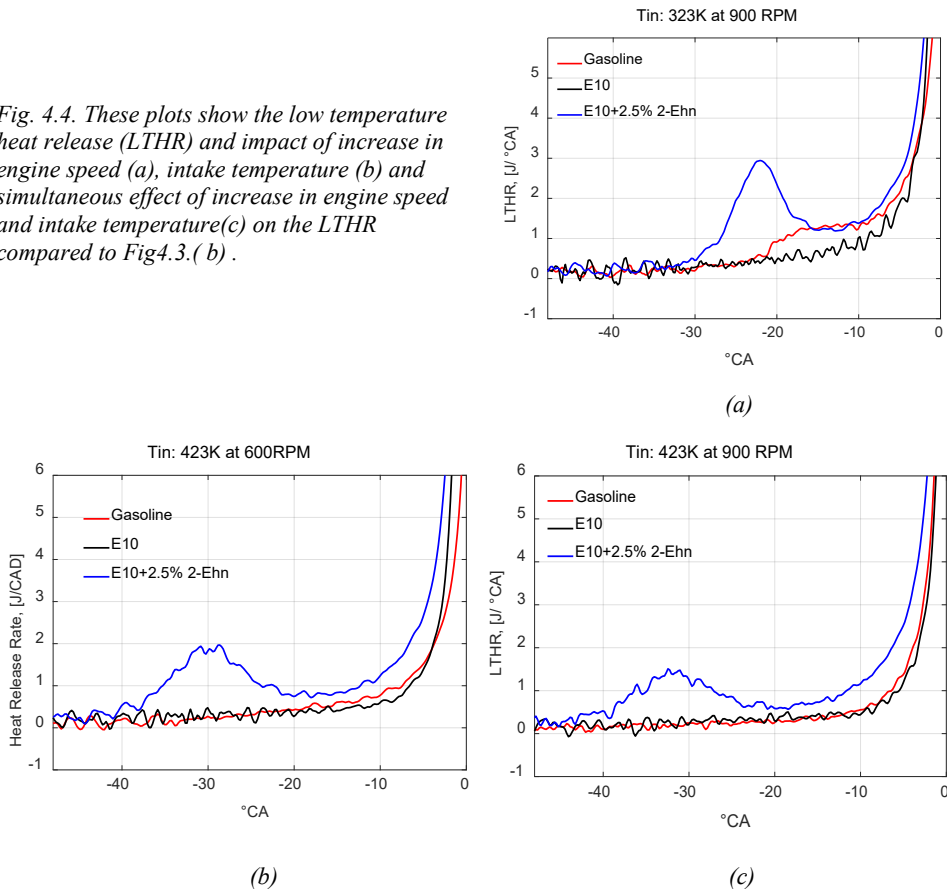 Fig. 4.4. These plots show the low temperature
heat release (LTHR) and impact of increase in
engine speed (a), intake temperature (b) and
simultaneous effect of increase in engine speed
and intake temperature(c) on the LTHR
compared to Fig4.3.( b) .
Tin: 323K at 900 RPM
Gasoline
E10
E10+2.5% 2-Ehn
LTHR, [J/ °CA]
5
4
3
2
1
0
-1
-40 -30 -20 -10 0
°CA
(a)
Tin: 423K at 600RPM
Gasoline
E10
E10+2.5% 2-Ehn
Heat Release Rate, [J/CAD]
6
5
4
3
2
1
0
-1
-40 -30 -20 -10 0
°CA
(b)
Tin: 423K at 900 RPM
Gasoline
E10
E10+2.5% 2-Ehn
LTHR, [J/ °CA]
6
5
4
3
2
1
0
-1
-40 -30 -20 -10 0
°CA
(c)